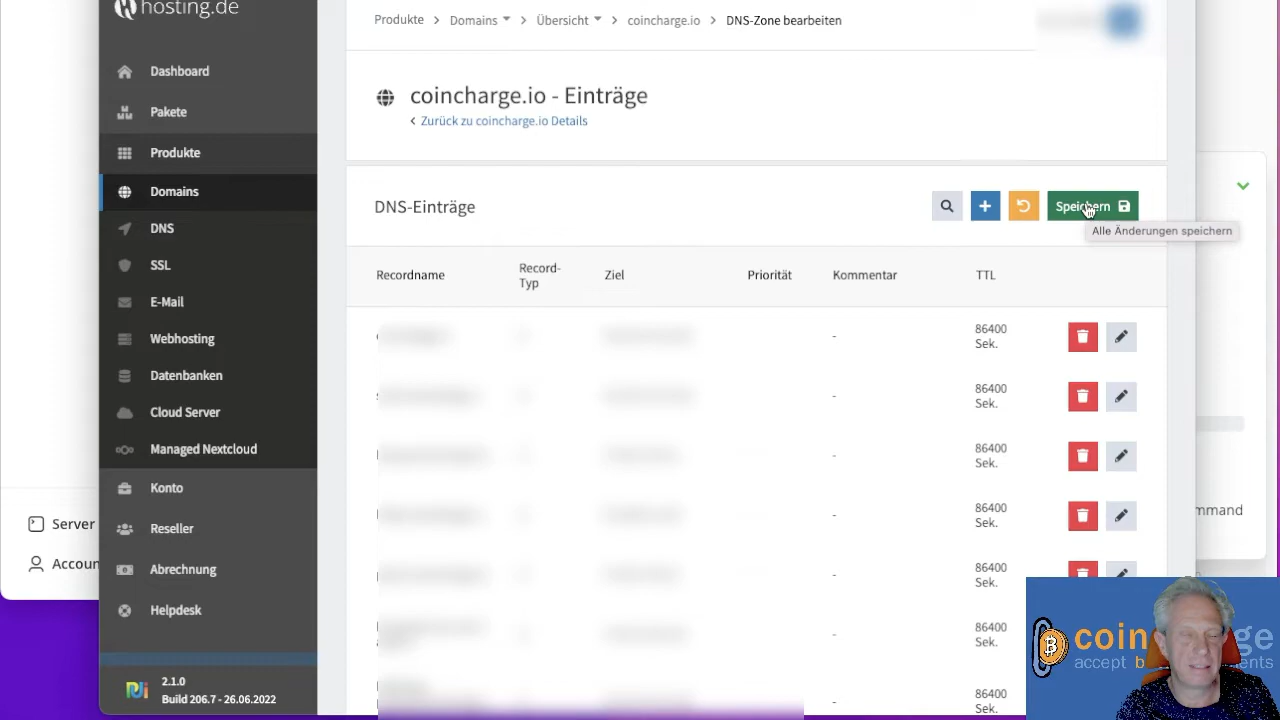 hosting.de
Produkte > Domains > Übersicht > coincharge.io > DNS-Zone bearbeiten
Dashboard
Pakete
Produkte
Domains
DNS
SSL
E-Mail
Webhosting
Datenbanken
Cloud Server
Managed Nextcloud
Konto
Reseller
Abrechnung
Helpdesk
2.1.0
Build 206.7 - 26.06.2022
Server
coincharge.io - Einträge
< Zurück zu coincharge.io Details
DNS-Einträge
Speichern
Alle Änderungen speichern
Recordname
Record-
Typ
Ziel
Priorität
Kommentar
TTL
-
86400
Sek.
-
86400
Sek.
-
86400
Sek.
-
86400
Sek.
-
86400
Sek.
-
86400
Sek.
-
86400
Sek.